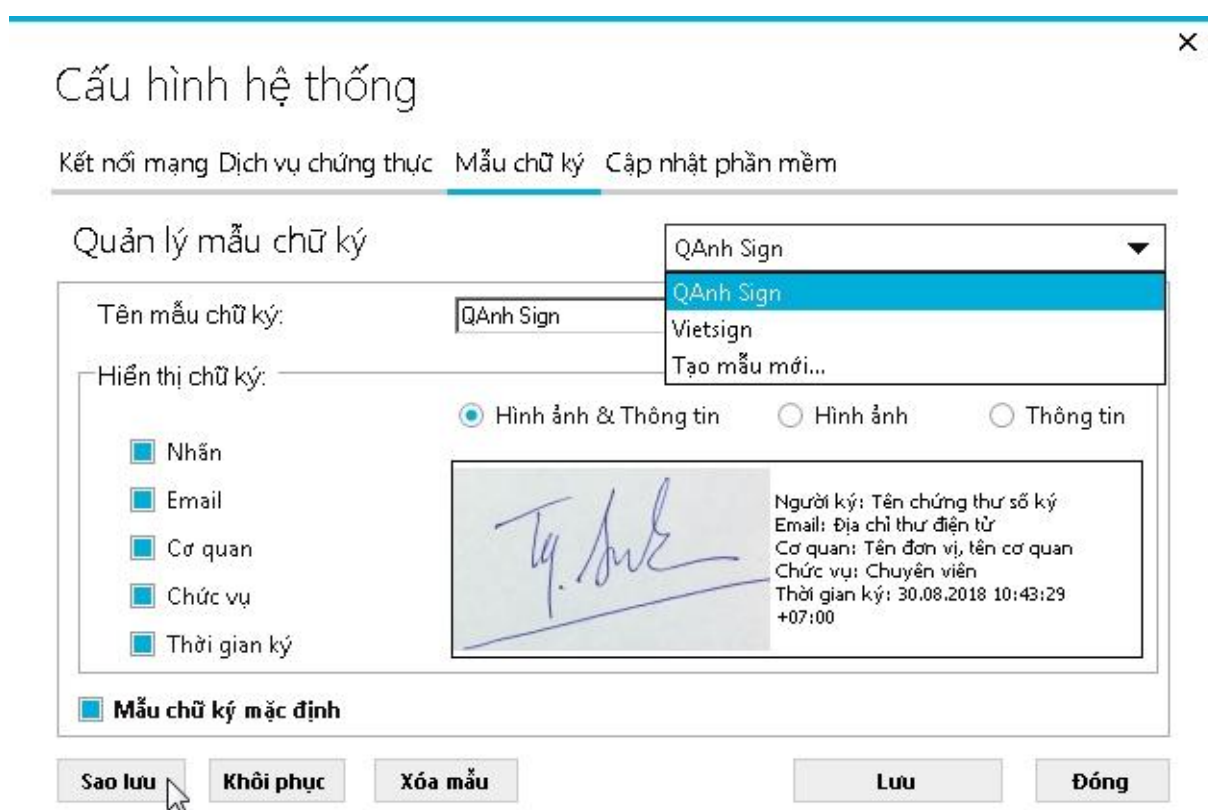 Cấu hình hệ thống
Kết nối mạng Dịch vụ chứng thực Mẫu chữ ký Cập nhật phần mềm
Quản lý mẫu chữ ký
QAnh Sign
QAnh Sign
Vietsign
Tạo mẫu mới...
Tên mẫu chữ ký: QAnh Sign
Hiển thị chữ ký:
Hình ảnh & Thông tin Hình ảnh Thông tin
Nhãn
Email
Cơ quan
Chức vụ
Thời gian ký
Người ký: Tên chứng thư số ký
Email: Địa chỉ thư điện tử
Cơ quan: Tên đơn vị, tên cơ quan
Chức vụ: Chuyên viên
Thời gian ký: 30.08.2018 10:43:29
+07:00
Mẫu chữ ký mặc định
Sao lưu Khôi phục Xóa mẫu Lưu Đóng